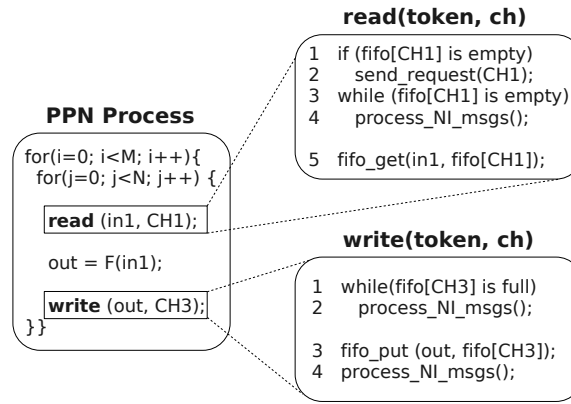 PPN Process
for(i=0; i<M; i++){
for(j=0; j<N; j++) {
read (in1, CH1);
out = F(in1);
write (out, CH3);
}}
read(token, ch)
1 if (fifo[CH1] is empty)
2 send_request(CH1);
3 while (fifo[CH1] is empty)
4 process_NI_msgs();
5 fifo_get(in1, fifo[CH1]);
write(token, ch)
1 while(fifo[CH3] is full)
2 process_NI_msgs();
3 fifo_put (out, fifo[CH3]);
4 process_NI_msgs();